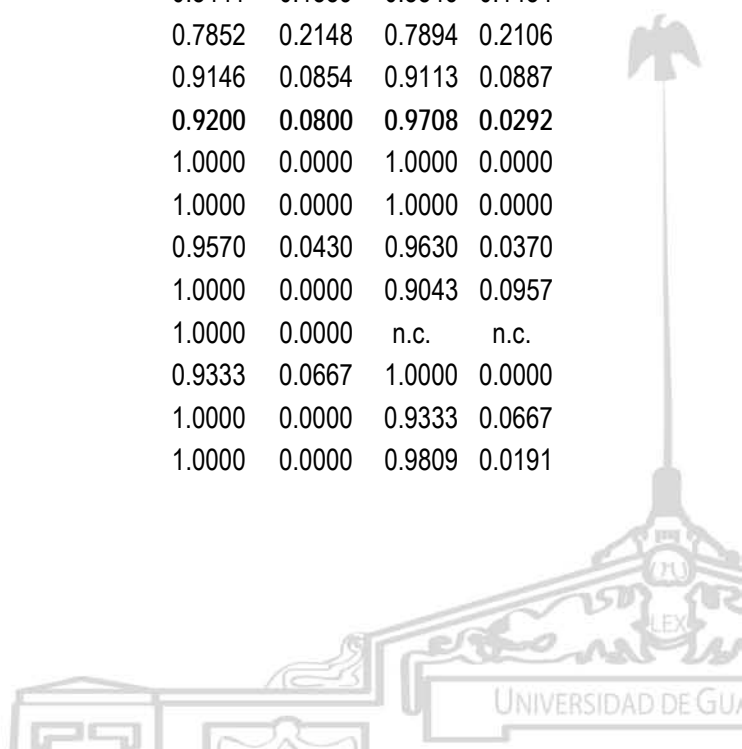 0.7852 0.2148 0.7894 0.2106
0.9146 0.0854 0.9113 0.0887
0.9200 0.0800 0.9708 0.0292
1.0000 0.0000 1.0000 0.0000
1.0000 0.0000 1.0000 0.0000
0.9570 0.0430 0.9630 0.0370
1.0000 0.0000 0.9043 0.0957
1.0000 0.0000 n.c. n.c.
0.9333 0.0667 1.0000 0.0000
1.0000 0.0000 0.9333 0.0667
1.0000 0.0000 0.9809 0.0191
LEX
UNIVERSIDAD DE GUA